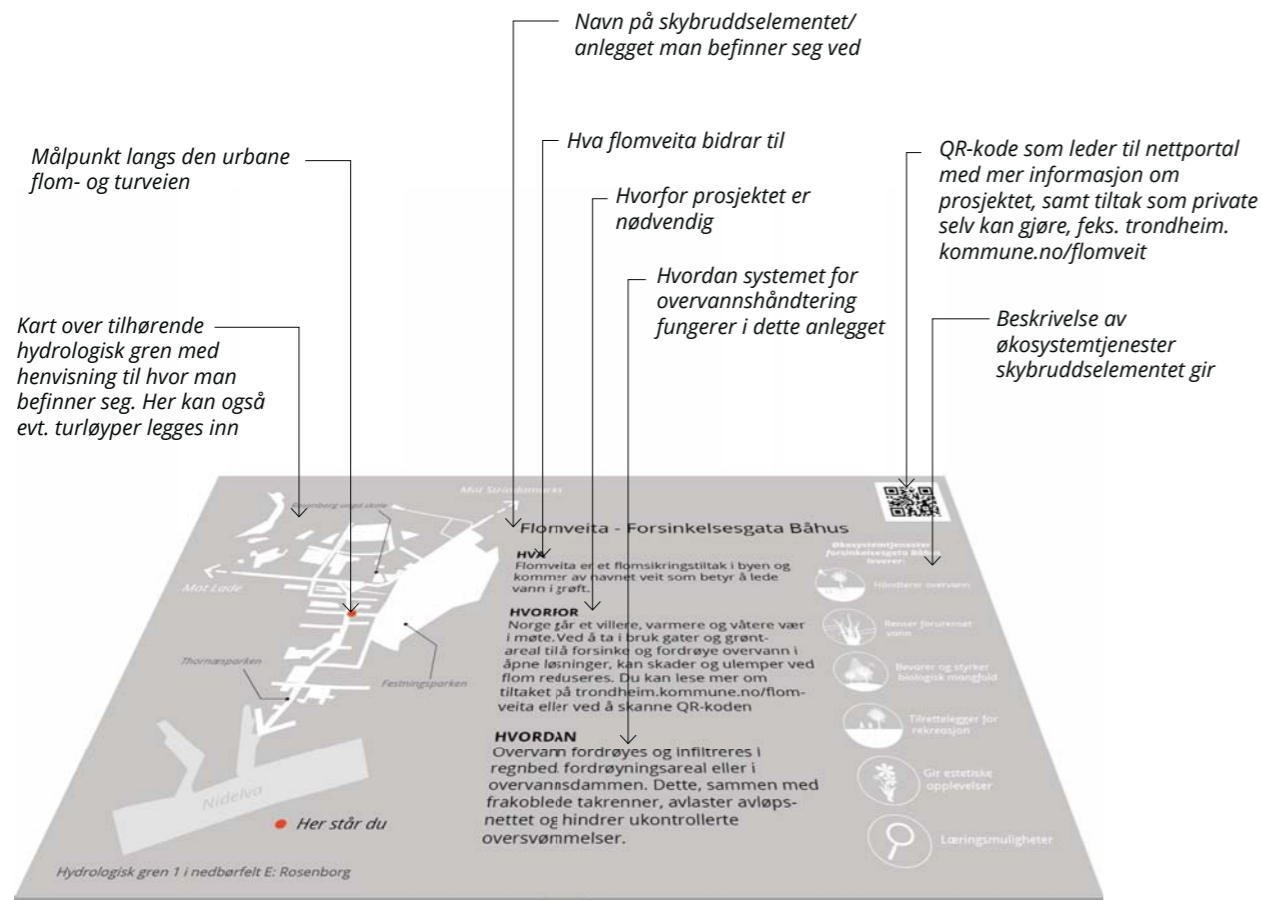 Navn på skybruddselementet/
anlegget man befinner seg ved
Hva flomveita bidrar til
Målpunkt langs den urbane
flom- og turveien
Hvorfor prosjektet er
nødvendig
QR-kode som leder til nettportal
med mer informasjon om
prosjektet, samt tiltak som private
selv kan gjøre, feks. trondheim.
kommune.no/flomveit
Hvordan systemet for
overvannshåndtering
fungerer i dette anlegget
Kart over tilhørende
hydrologisk gren med
henvisning til hvor man
befinner seg. Her kan også
evt. turløyper legges inn
Beskrivelse av
økosystemtjenester
skybruddselementet gir
Mot Strindamarka
Rosenborg ungd.skole
Mot Lade
Thornæsparken
Festningsparken
Nidelva
Her står du
Hydrologisk gren 1 i nedbørfelt E: Rosenborg
Flomveita - Forsinkelsesgata Båhus
HVA
Flomveita er et flomsikringstiltak i byen og
kommer av navnet veit som betyr å lede
vann i grøft.
HVORFOR
Norge går et villere, varmere og våtere vær
i møte. Ved å ta i bruk gater og grønt-
areal til å forsinke og fordrøye overvann i
åpne løsninger, kan skader og ulemper ved
flom reduseres. Du kan lese mer om
tiltaket på trondheim.kommune.no/flom-
veita eller ved å skanne QR-koden
HVORDAN
Overvann fordrøyes og infiltreres i
regnbed, fordrøyningsareal eller i
overvannsdammen. Dette, sammen med
frakoblede takrenner, avlaster avløps-
nettet og hindrer ukontrollerte
oversvømmelser.
Økosystemtjenester
forsinkelsesgata Båhus
leverer:
Håndterer overvann
Renser forurenset
vann
Bevarer og styrker
biologisk mangfold
Tilrettelegger for
rekreasjon
Gir estetiske
opplevelser
Læringsmuligheter